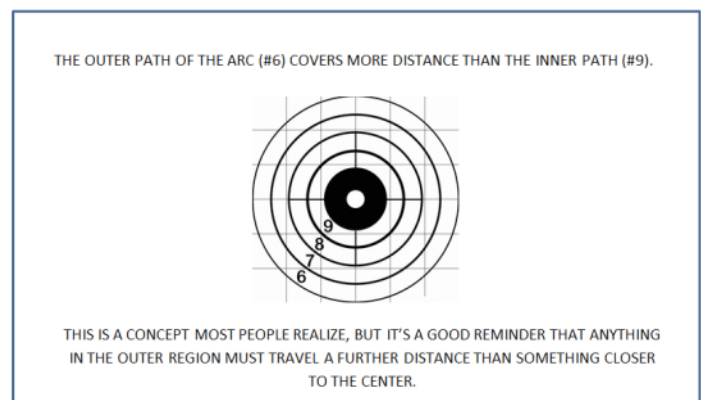 THE OUTER PATH OF THE ARC (#6) COVERS MORE DISTANCE THAN THE INNER PATH (#9).
9
8
7
6
THIS IS A CONCEPT MOST PEOPLE REALIZE, BUT IT'S A GOOD REMINDER THAT ANYTHING
IN THE OUTER REGION MUST TRAVEL A FURTHER DISTANCE THAN SOMETHING CLOSER
TO THE CENTER.